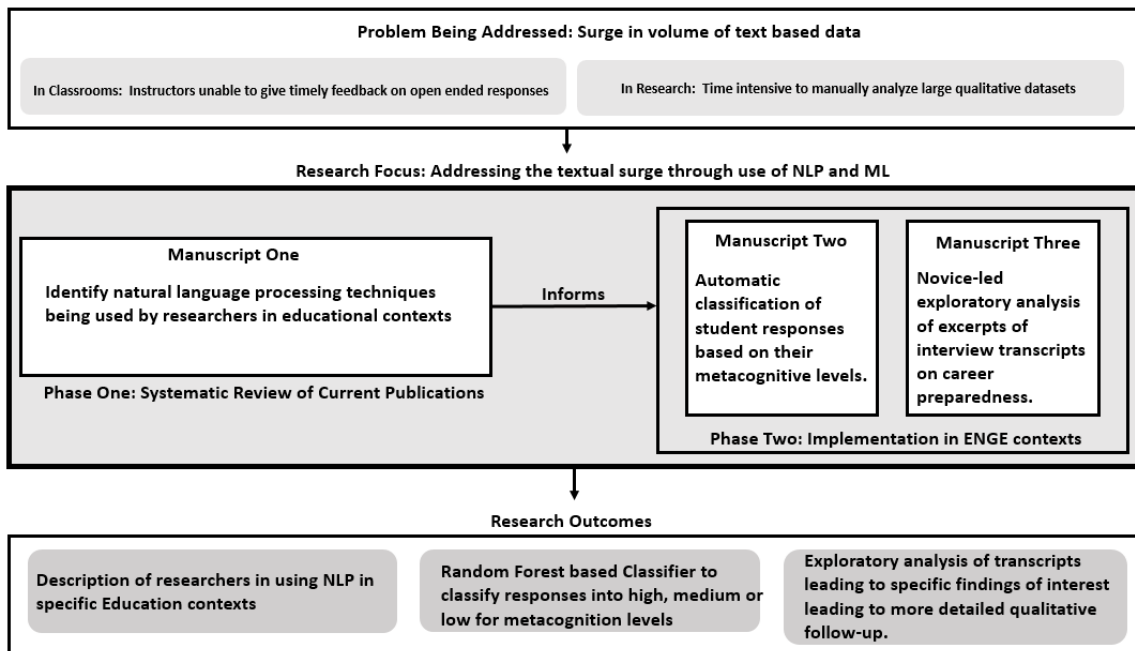 Problem Being Addressed: Surge in volume of text based data
In Classrooms: Instructors unable to give timely feedback on open ended responses
In Research: Time intensive to manually analyze large qualitative datasets
Research Focus: Addressing the textual surge through use of NLP and ML
Manuscript One
Identify natural language processing techniques
being used by researchers in educational contexts
Phase One: Systematic Review of Current Publications
Informs
Manuscript Two
Automatic
classification of
student responses
based on their
metacognitive levels.
Manuscript Three
Novice-led
exploratory analysis
of excerpts of
interview transcripts
on career
preparedness.
Phase Two: Implementation in ENGE contexts
Research Outcomes
Description of researchers in using NLP in
specific Education contexts
Random Forest based Classifier to
classify responses into high, medium or
low for metacognition levels
Exploratory analysis of transcripts
leading to specific findings of interest
leading to more detailed qualitative
follow-up.